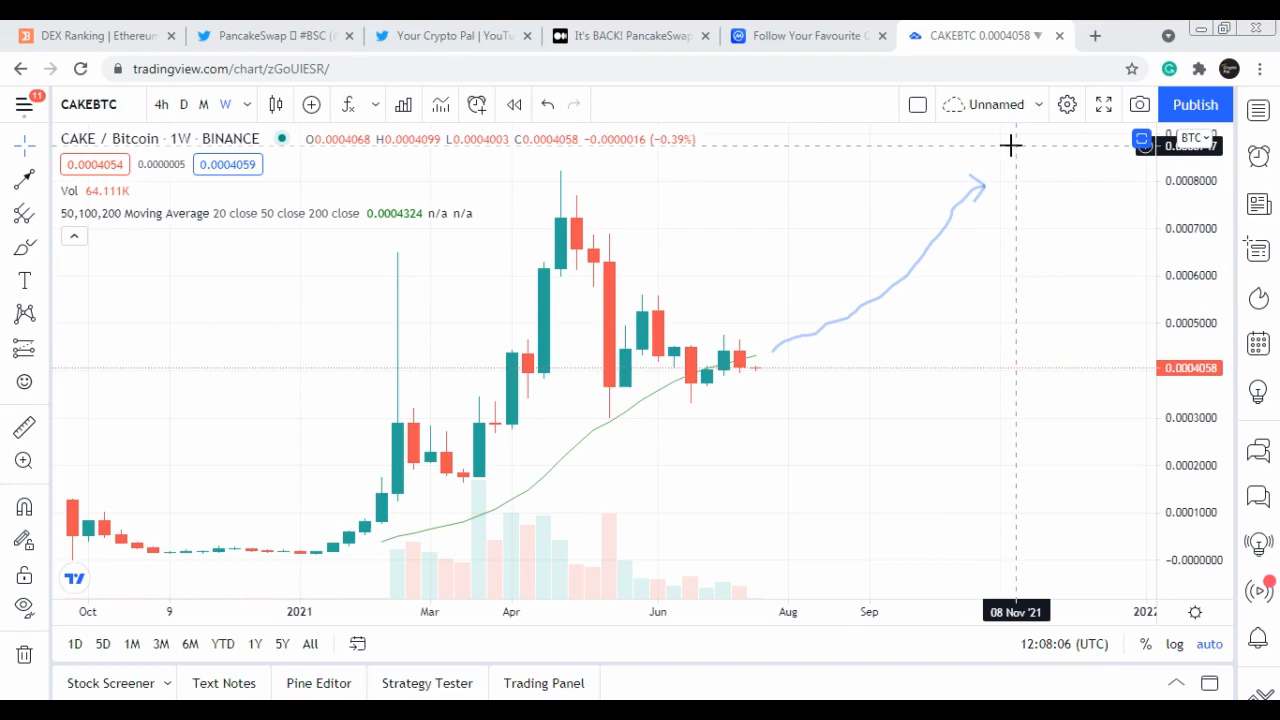 DEX Ranking | Ethereum
PancakeSwap #BSC (
Your Crypto Pal | YouTu
It's BACK! PancakeSwap
Follow Your Favourite C
CAKEBTC 0.0004058 ▼
tradingview.com/chart/zGoUIESR/
11
CAKEBTC
4h D M W
Unnamed
Publish
CAKE / Bitcoin · 1W · BINANCE
O0.0004068 H0.0004099 L0.0004003 C0.0004058 −0.0000016 (−0.39%)
BTC
0.0004054
0.0000005
0.0004059
Vol 64.111K
50,100,200 Moving Average 20 close 50 close 200 close 0.0004324 n/a n/a
0.0008000
0.0007000
0.0006000
0.0005000
0.0004058
0.0003000
0.0002000
0.0001000
−0.0000000
Oct
9
2021
Mar
Apr
Jun
Aug
Sep
08 Nov '21
2022
1D 5D 1M 3M 6M YTD 1Y 5Y All
12:08:06 (UTC)
% log auto
Stock Screener
Text Notes
Pine Editor
Strategy Tester
Trading Panel